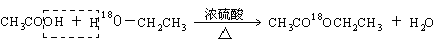 CH₃COOH + H¹⁸O—CH₂CH₃ 浓硫酸 △ CH₃CO¹⁸OCH₂CH₃ + H₂O